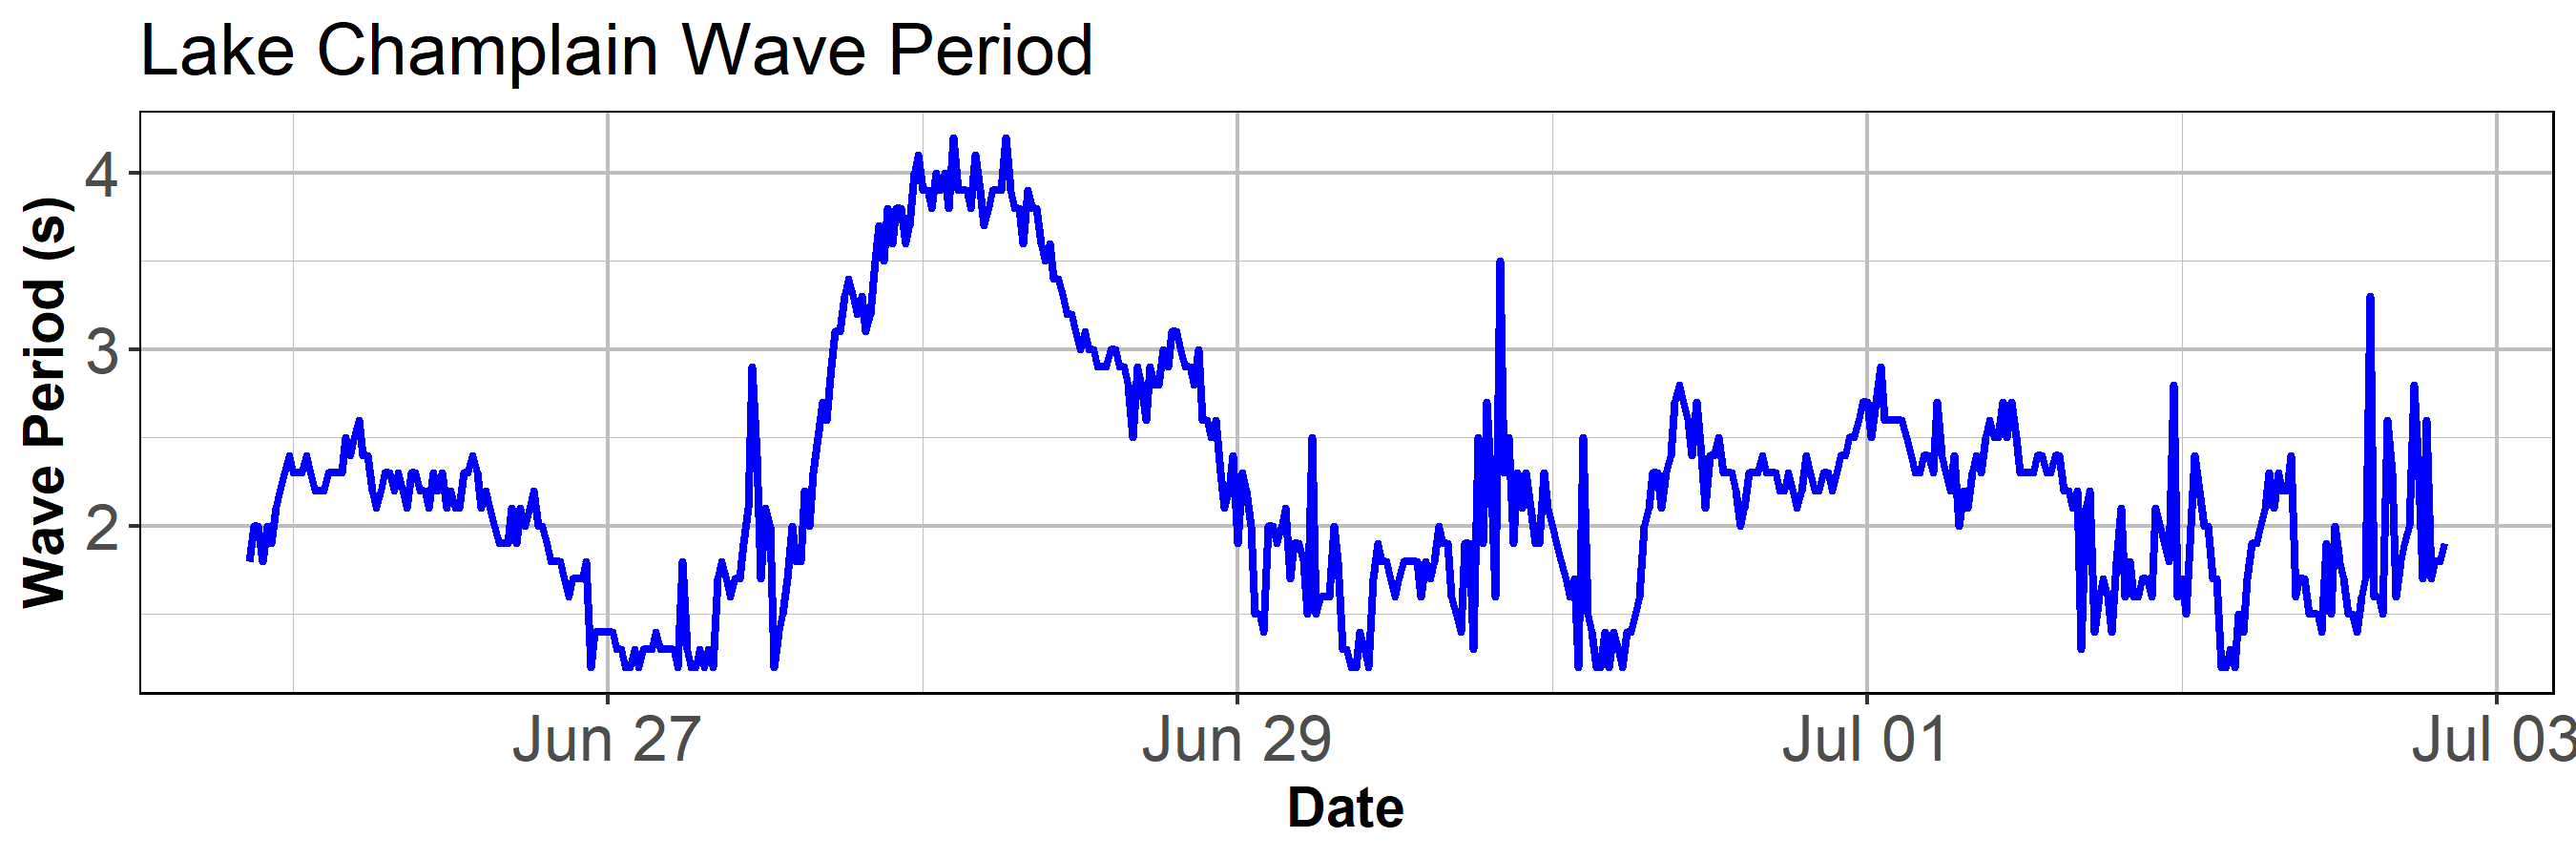 Lake Champlain Wave Period
Wave Period (s)
4
3
2
Jun 27 Jun 29 Jul 01 Jul 03
Date